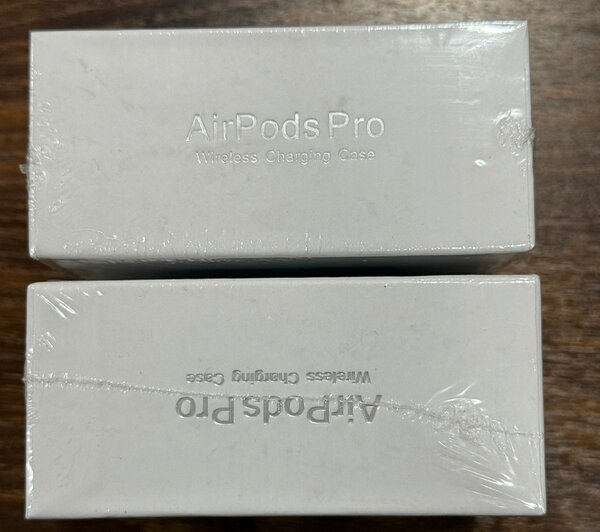 AirPods Pro
Wireless Charging Case
Wireless Charging Case
AirPods Pro